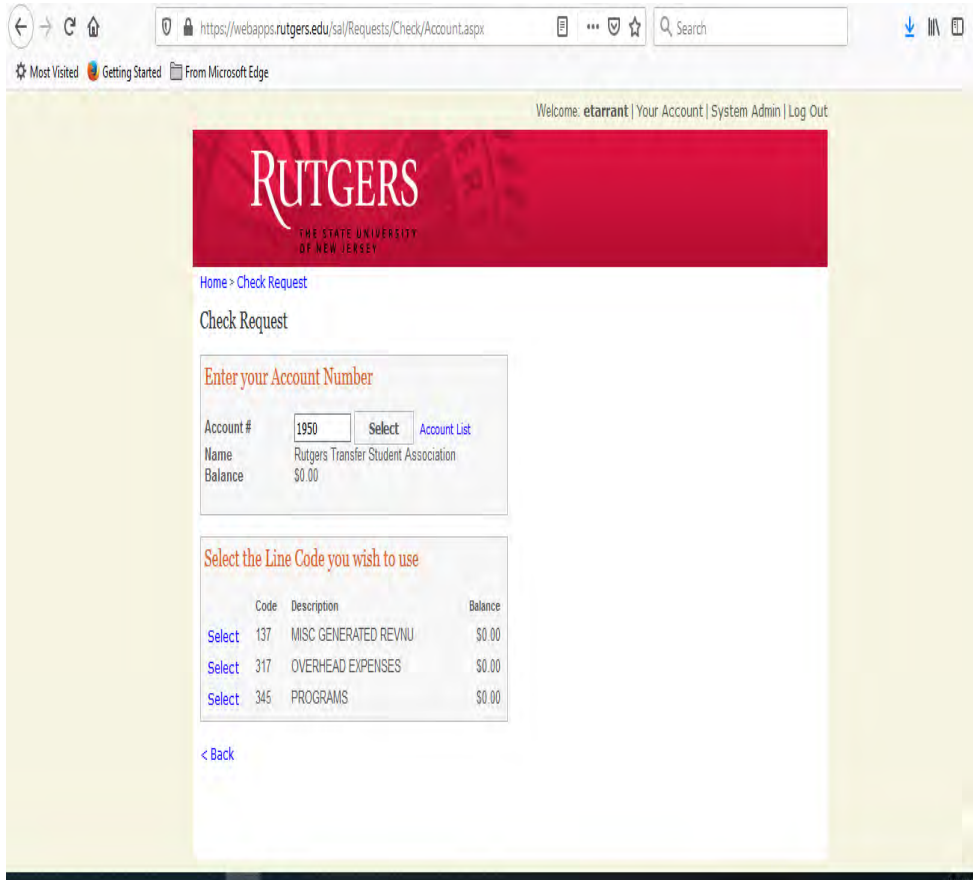 https://webapps.rutgers.edu/sal/Requests/Check/Account.aspx
Search
Most Visited Getting Started From Microsoft Edge
Welcome: etarrant | Your Account | System Admin | Log Out
RUTGERS
THE STATE UNIVERSITY
OF NEW JERSEY
Home > Check Request
Check Request
Enter your Account Number
Account # 1950 Select Account List
Name Rutgers Transfer Student Association
Balance $0.00
Select the Line Code you wish to use
Code Description Balance
Select 137 MISC GENERATED REVNU $0.00
Select 317 OVERHEAD EXPENSES $0.00
Select 345 PROGRAMS $0.00
< Back